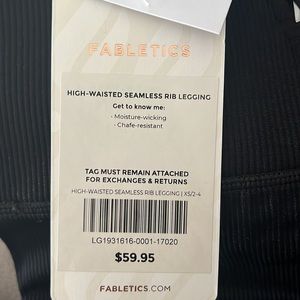 FABLETICS
HIGH-WAISTED SEAMLESS RIB LEGGING
Get to know me:
• Moisture-wicking
• Chafe-resistant
TAG MUST REMAIN ATTACHED
FOR EXCHANGES & RETURNS
HIGH-WAISTED SEAMLESS RIB LEGGING | XS/2-4
LG1931616-0001-17020
$59.95
FABLETICS.COM